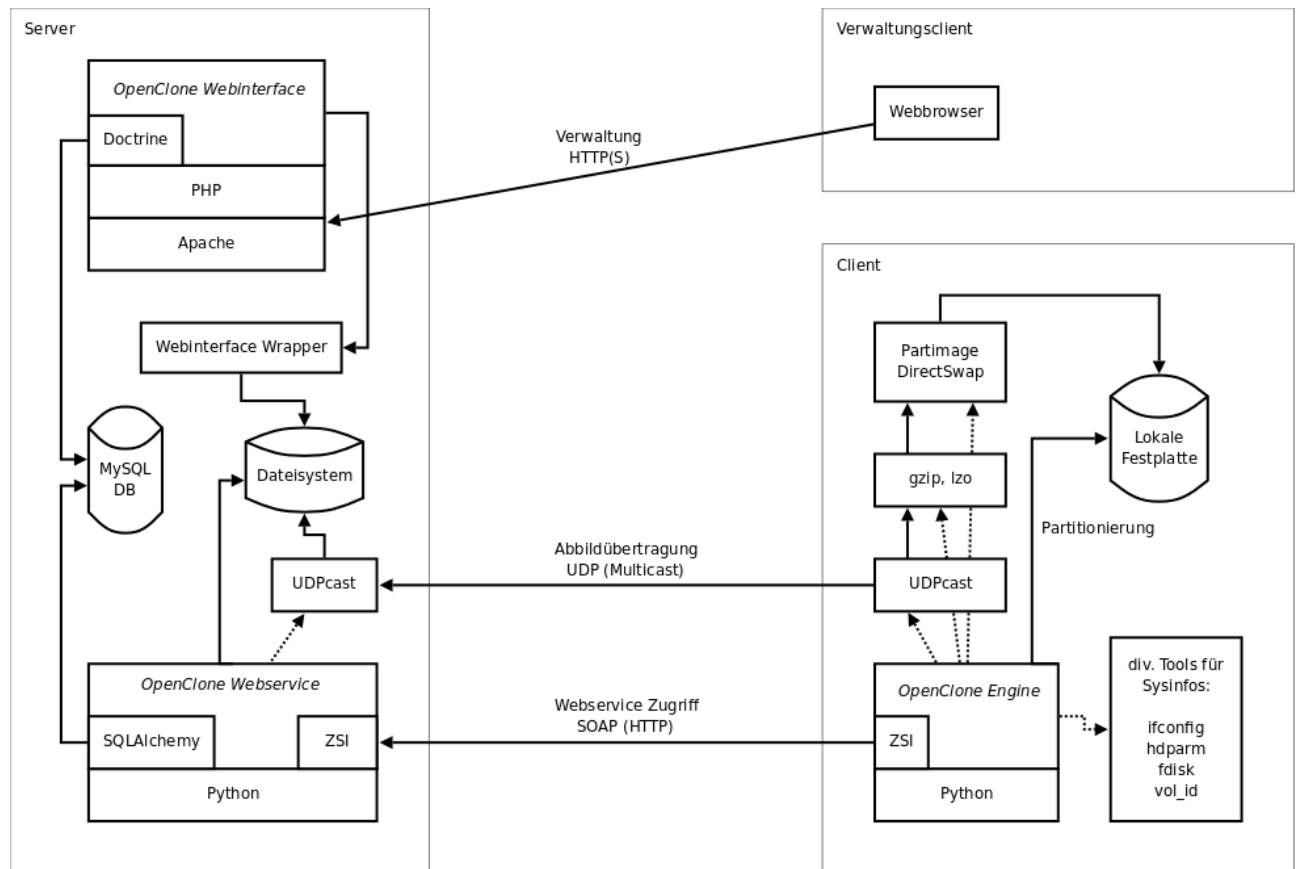 Server
OpenClone Webinterface
Doctrine
PHP
Apache
Webinterface Wrapper
MySQL
DB
Dateisystem
UDPcast
OpenClone Webservice
SQLAlchemy
ZSI
Python
Verwaltung
HTTP(S)
Abbildübertragung
UDP (Multicast)
Webservice Zugriff
SOAP (HTTP)
Verwaltungsclient
Webbrowser
Client
Partimage
DirectSwap
Lokale
Festplatte
gzip, lzo
Partitionierung
UDPcast
OpenClone Engine
ZSI
Python
div. Tools für
Sysinfos:
ifconfig
hdparm
fdisk
vol_id